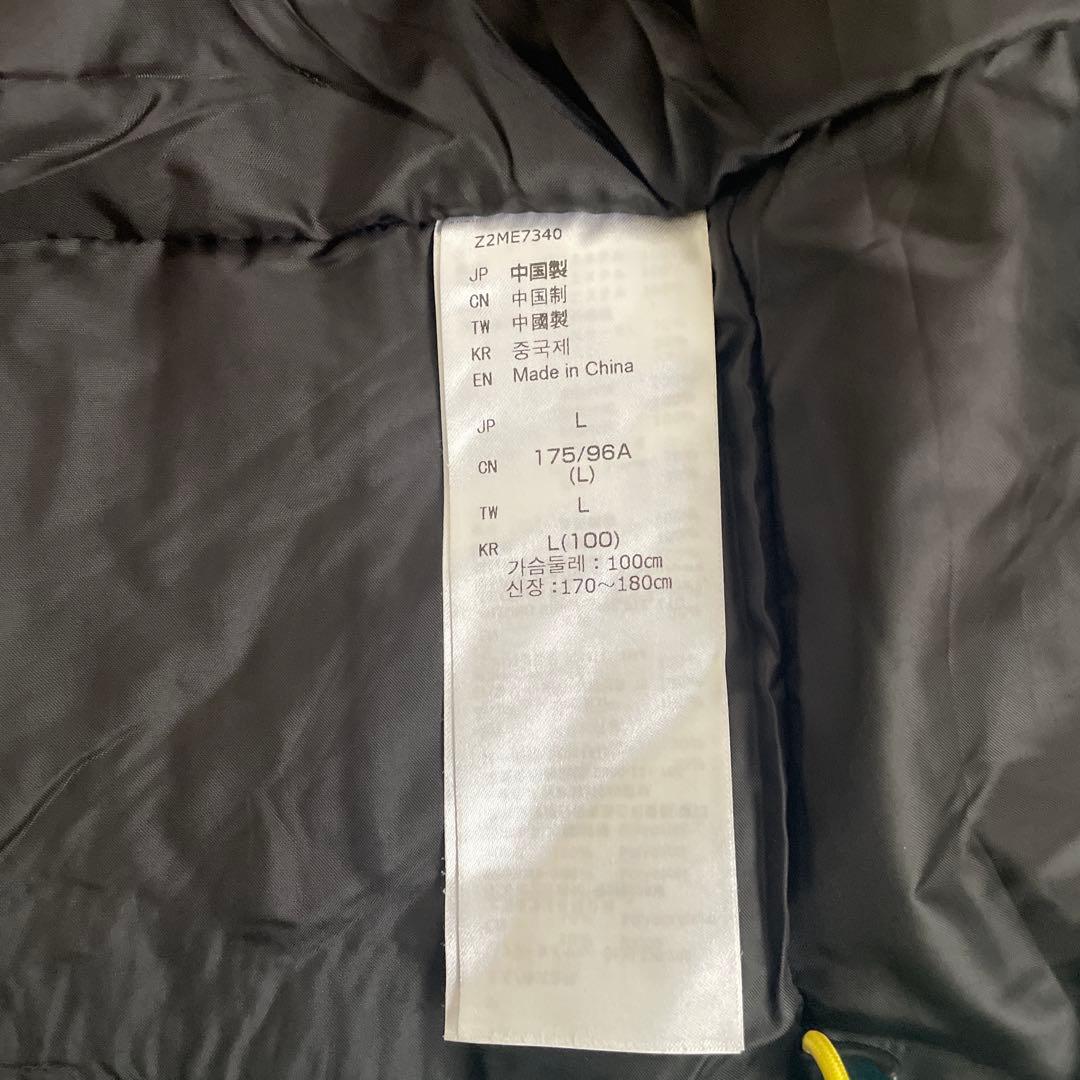 Z2ME7340
JP 中国製
CN 中国制
TW 中國製
KR 중국제
EN Made in China
JP L
CN 175/96A
(L)
TW L
KR L(100)
가슴둘레 : 100㎝
신장 : 170～180㎝